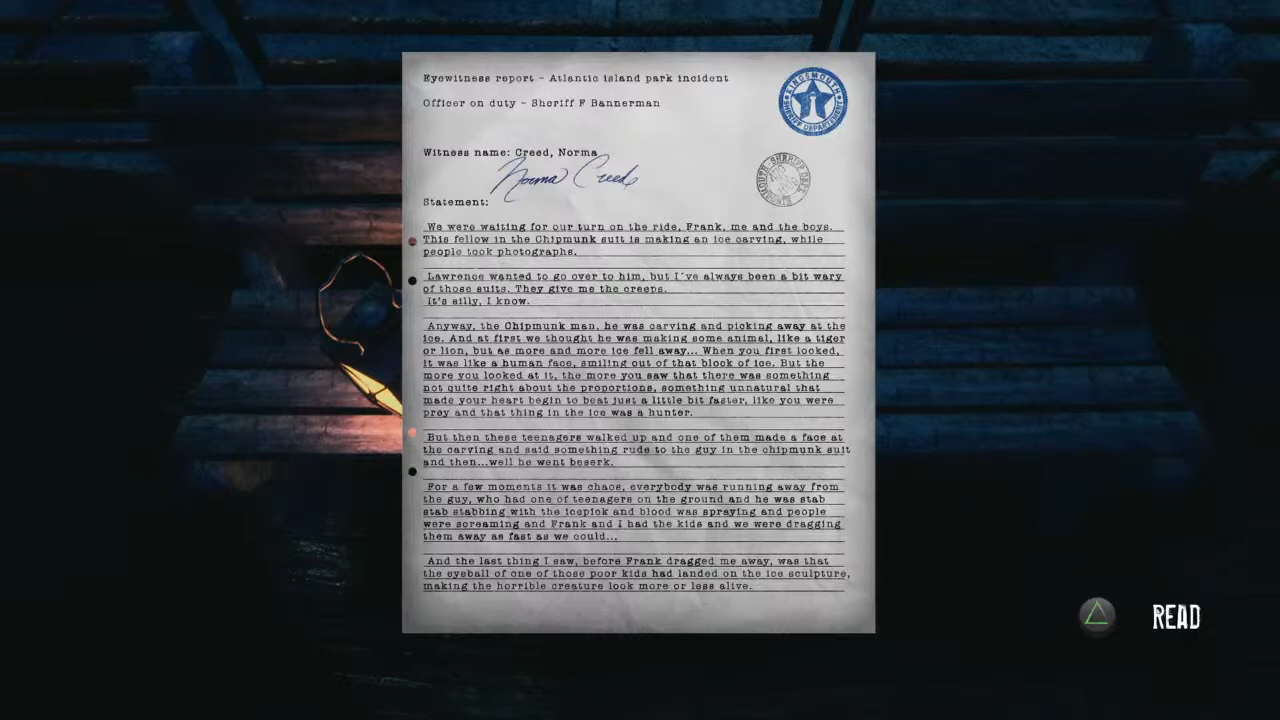 Eyewitness report - Atlantic island park incident
KINGSMOUTH
SHERIFF DEPARTMENT
Officer on duty - Sheriff F Bannerman
Witness name: Creed, Norma
Norma Creed
SHERIFF DEPT.
Statement:
We were waiting for our turn on the ride, Frank, me and the boys.
This fellow in the Chipmunk suit is making an ice carving, while
people took photographs.
Lawrence wanted to go over to him, but I've always been a bit wary
of those suits. They give me the creeps.
It's silly, I know.
Anyway, the Chipmunk man, he was carving and picking away at the
ice. And at first we thought he was making some animal, like a tiger
or lion, but as more and more ice fell away... When you first looked,
it was like a human face, smiling out of that block of ice. But the
more you looked at it, the more you saw that there was something
not quite right about the proportions, something unnatural that
made your heart begin to beat just a little bit faster, like you were
prey and that thing in the ice was a hunter.
But then these teenagers walked up and one of them made a face at
the carving and said something rude to the guy in the chipmunk suit
and then...well he went beserk.
For a few moments it was chaos, everybody was running away from
the guy, who had one of teenagers on the ground and he was stab
stab stabbing with the icepick and blood was spraying and people
were screaming and Frank and I had the kids and we were dragging
them away as fast as we could...
And the last thing I saw, before Frank dragged me away, was that
the eyeball of one of those poor kids had landed on the ice sculpture,
making the horrible creature look more or less alive.
READ